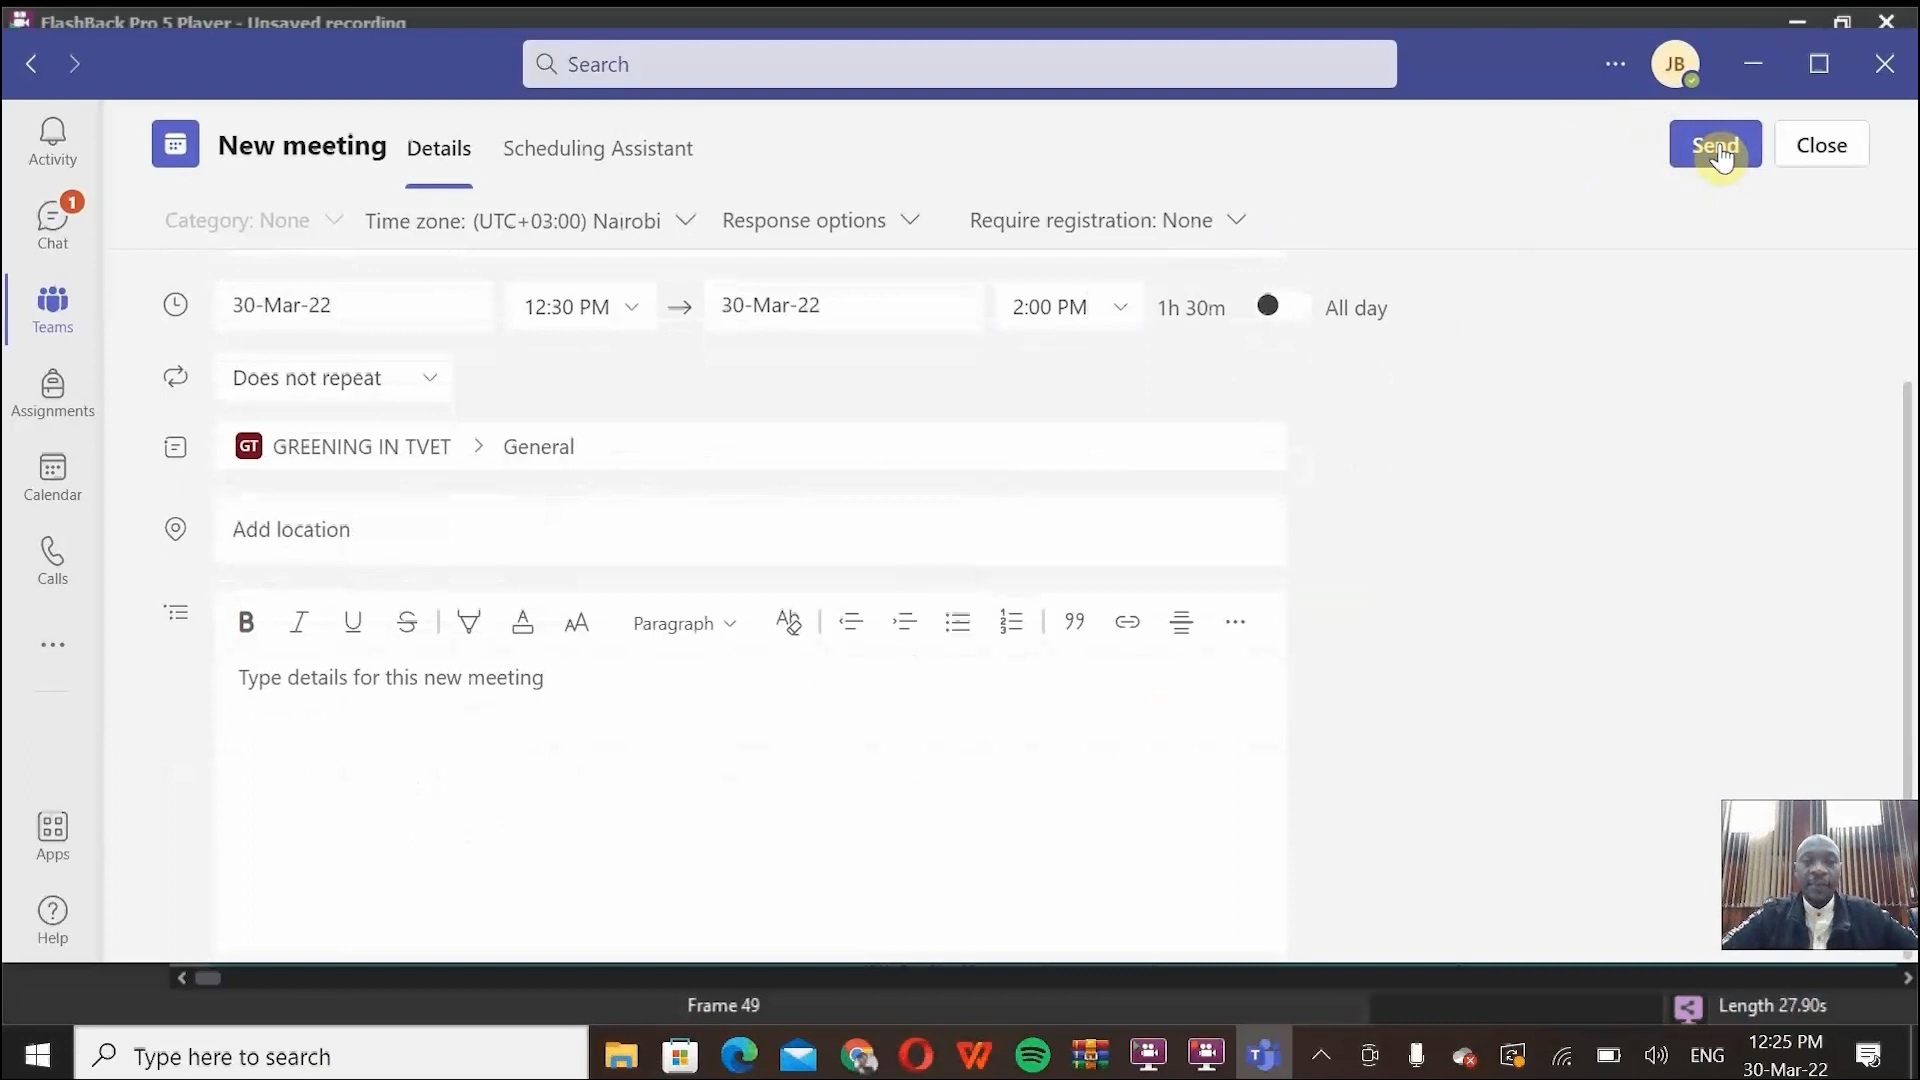 FlashBack Pro 5 Player - Unsaved recording
Search
JB
Activity
New meeting
Details
Scheduling Assistant
Send
Close
1
Chat
Category: None
Time zone: (UTC+03:00) Nairobi
Response options
Require registration: None
Teams
30-Mar-22
12:30 PM
30-Mar-22
2:00 PM
1h 30m
All day
Does not repeat
Assignments
GT GREENING IN TVET > General
Calendar
Add location
Calls
B I U S A AA Paragraph Ab 99
Type details for this new meeting
Apps
Help
Frame 49
Length 27.90s
Type here to search
ENG
12:25 PM
30-Mar-22